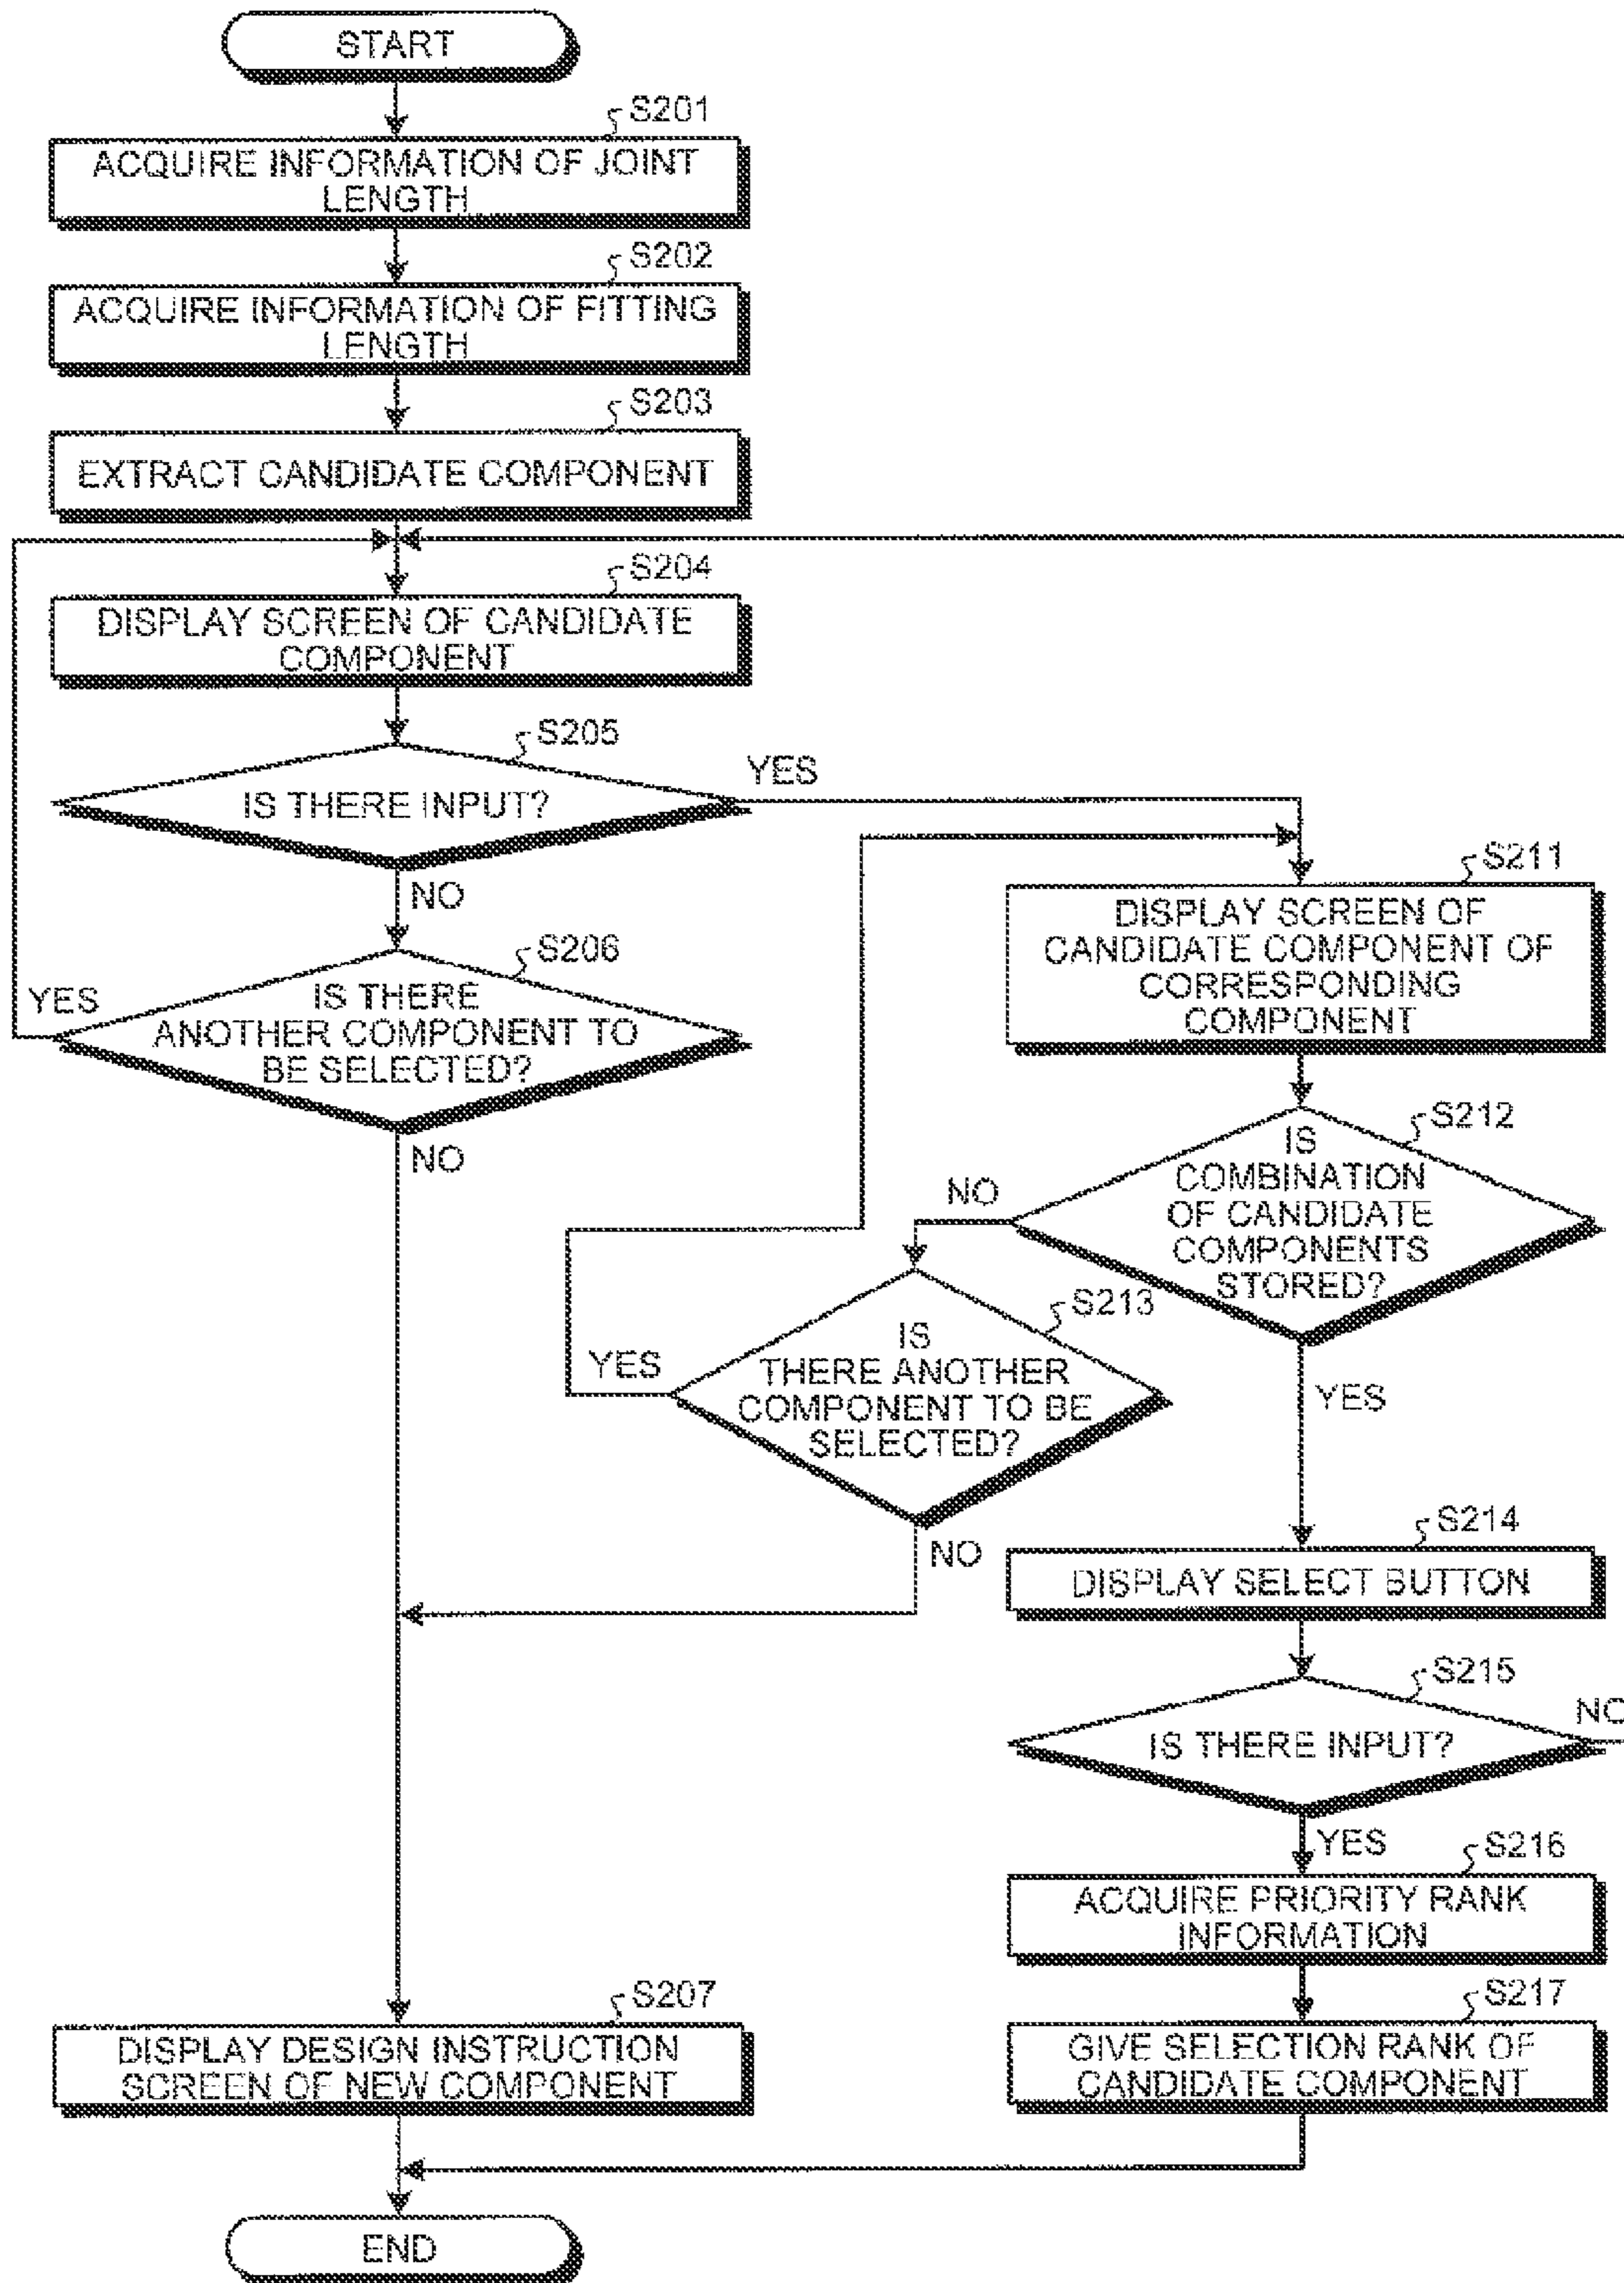 START
S201
ACQUIRE INFORMATION OF JOINT
LENGTH
S202
ACQUIRE INFORMATION OF FITTING
LENGTH
S203
EXTRACT CANDIDATE COMPONENT
S204
DISPLAY SCREEN OF CANDIDATE
COMPONENT
S205
YES
IS THERE INPUT?
NO
S206
YES
IS THERE
ANOTHER COMPONENT TO
BE SELECTED?
NO
S211
DISPLAY SCREEN OF
CANDIDATE COMPONENT OF
CORRESPONDING
COMPONENT
S212
IS
COMBINATION
OF CANDIDATE
COMPONENTS
STORED?
NO
YES
S213
IS
THERE ANOTHER
COMPONENT TO BE
SELECTED?
YES
NO
S214
DISPLAY SELECT BUTTON
S215
IS THERE INPUT?
NO
YES
S216
ACQUIRE PRIORITY RANK
INFORMATION
S217
GIVE SELECTION RANK OF
CANDIDATE COMPONENT
S207
DISPLAY DESIGN INSTRUCTION
SCREEN OF NEW COMPONENT
END